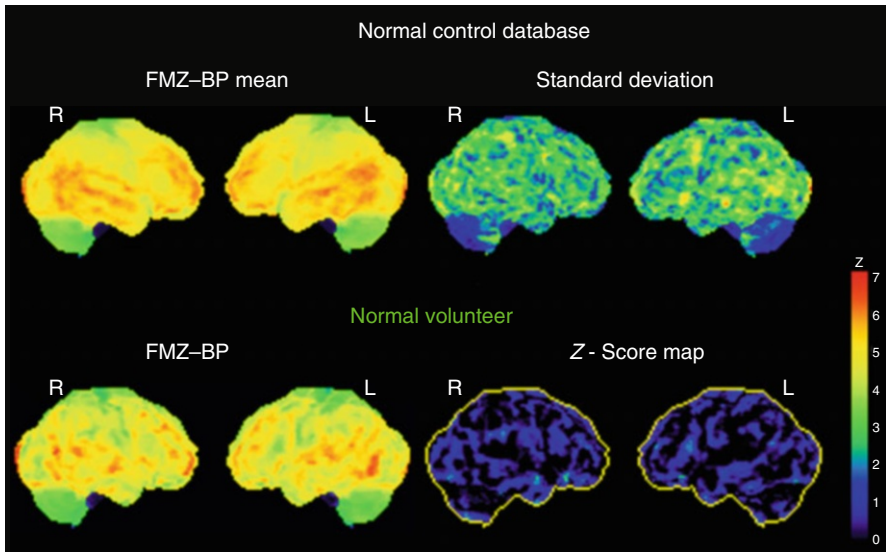 Normal control database
FMZ–BP mean
Standard deviation
R
L
R
L
Z
7
6
5
4
3
2
1
0
Normal volunteer
FMZ–BP
Z - Score map
R
L
R
L